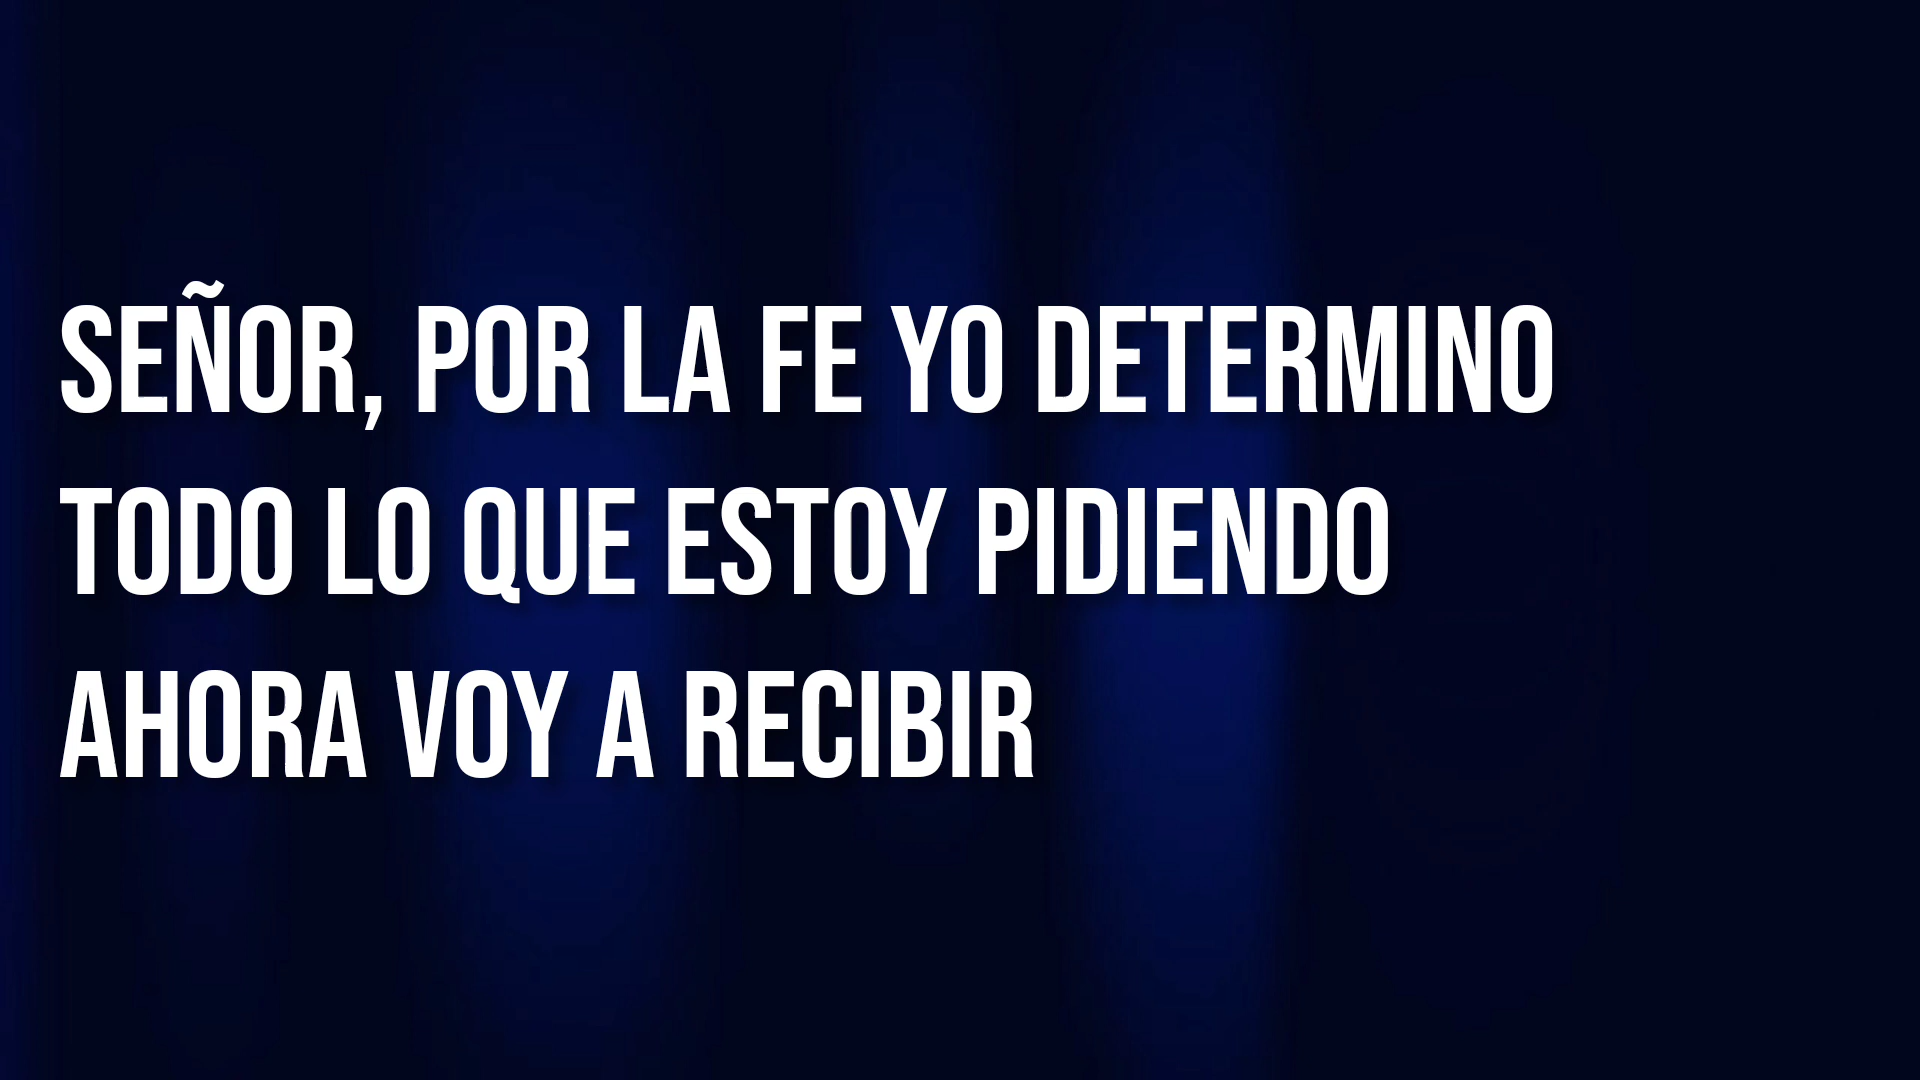 SEÑOR, POR LA FE YO DETERMINO
TODO LO QUE ESTOY PIDIENDO
AHORA VOY A RECIBIR